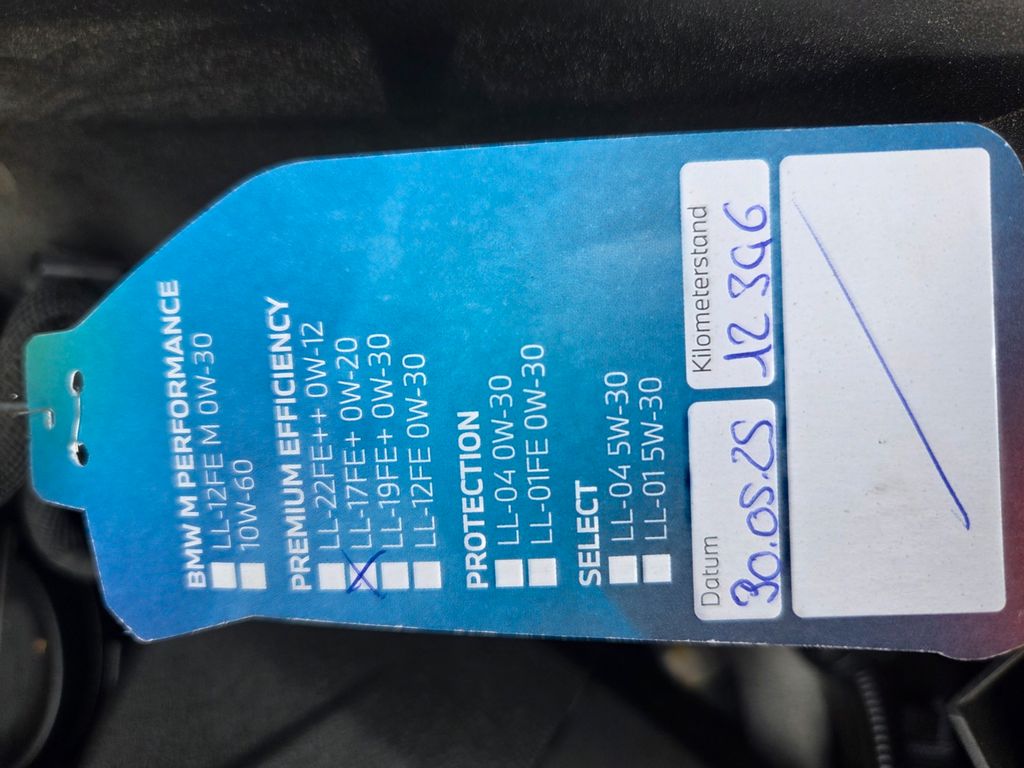 BMW M PERFORMANCE
LL-12FE M 0W-30
10W-60
PREMIUM EFFICIENCY
LL-22FE++ 0W-12
LL-17FE+ 0W-20
LL-19FE+ 0W-30
LL-12FE 0W-30
PROTECTION
LL-04 0W-30
LL-01FE 0W-30
SELECT
LL-04 5W-30
LL-01 5W-30
Datum
30.05.25
Kilometerstand
12 396